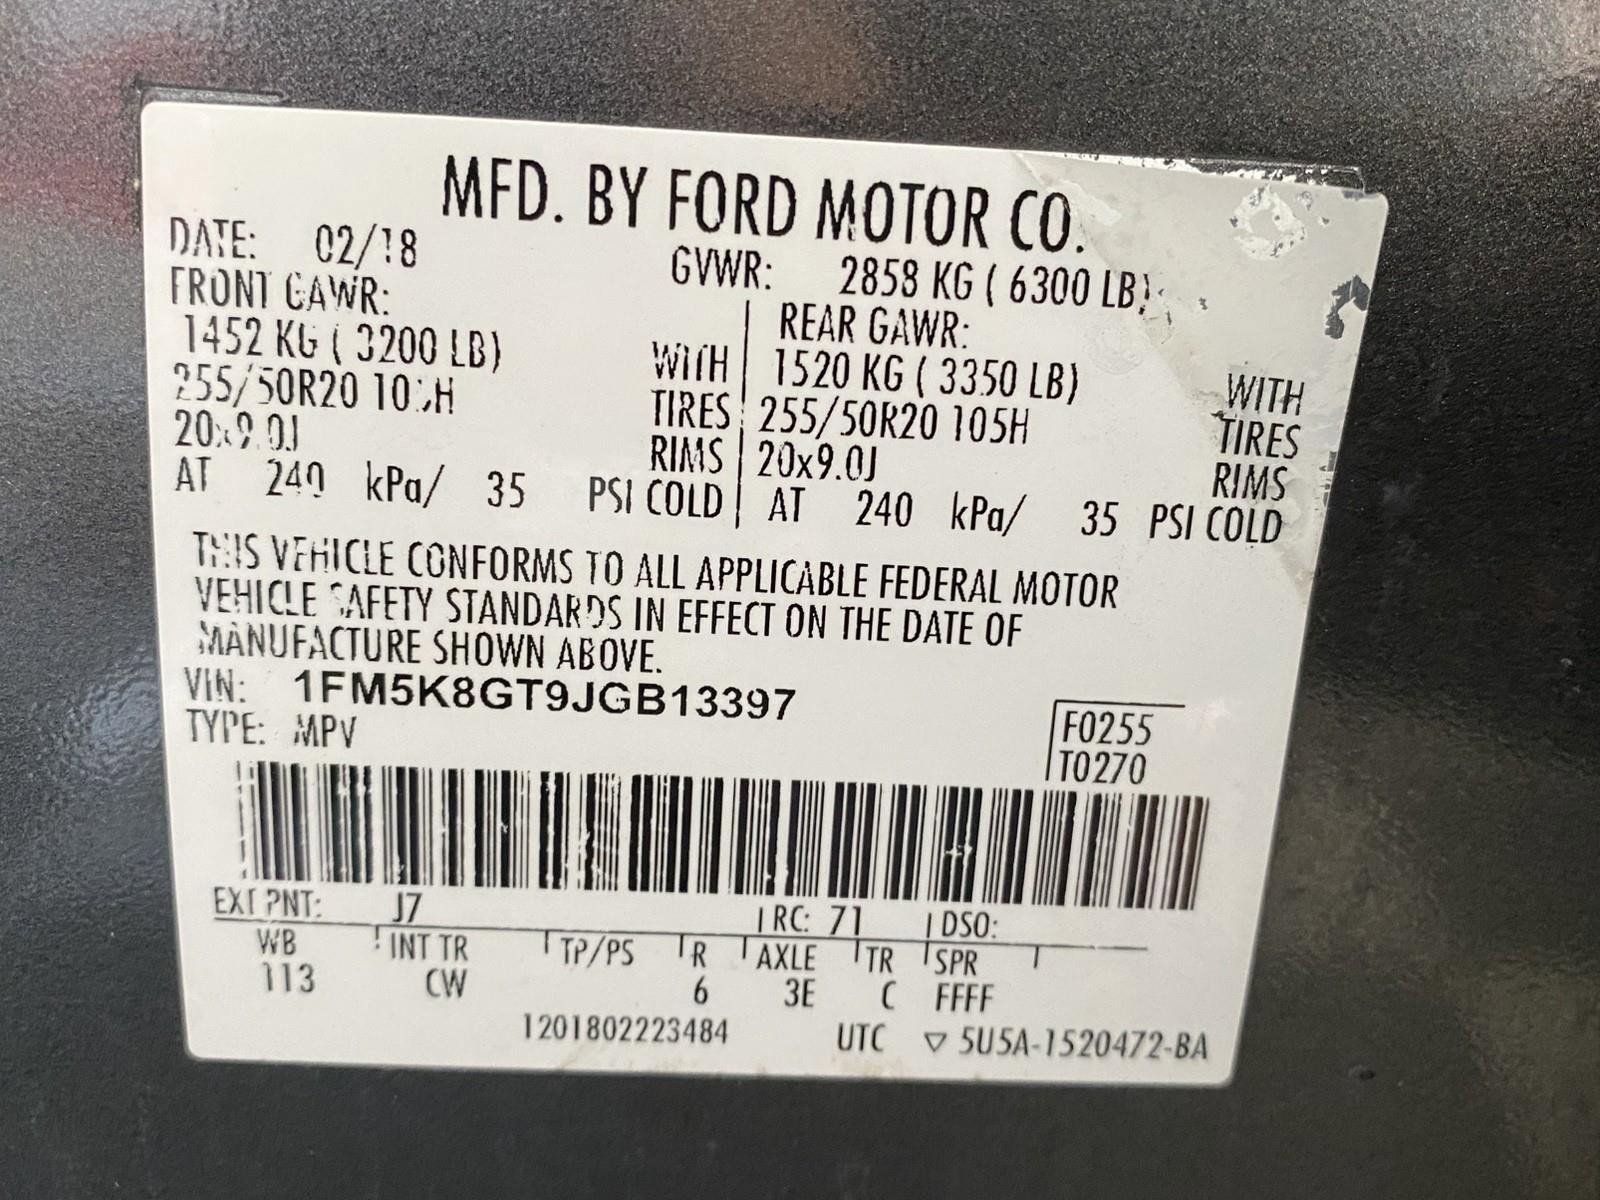 MFD. BY FORD MOTOR CO.
DATE: 02/18 GVWR: 2858 KG ( 6300 LB)
FRONT GAWR: REAR GAWR:
1452 KG ( 3200 LB) WITH 1520 KG ( 3350 LB) WITH
255/50R20 105H TIRES 255/50R20 105H TIRES
20x9.0J RIMS 20x9.0J RIMS
AT 240 kPa/ 35 PSI COLD AT 240 kPa/ 35 PSI COLD
THIS VEHICLE CONFORMS TO ALL APPLICABLE FEDERAL MOTOR
VEHICLE SAFETY STANDARDS IN EFFECT ON THE DATE OF
MANUFACTURE SHOWN ABOVE.
VIN: 1FM5K8GT9JGB13397
TYPE: MPV
F0255
T0270
EXT PNT: J7 RC: 71 DSO:
WB INT TR TP/PS R AXLE TR SPR
113 CW 6 3E C FFFF
1201802223484 UTC ▽ 5U5A-1520472-BA